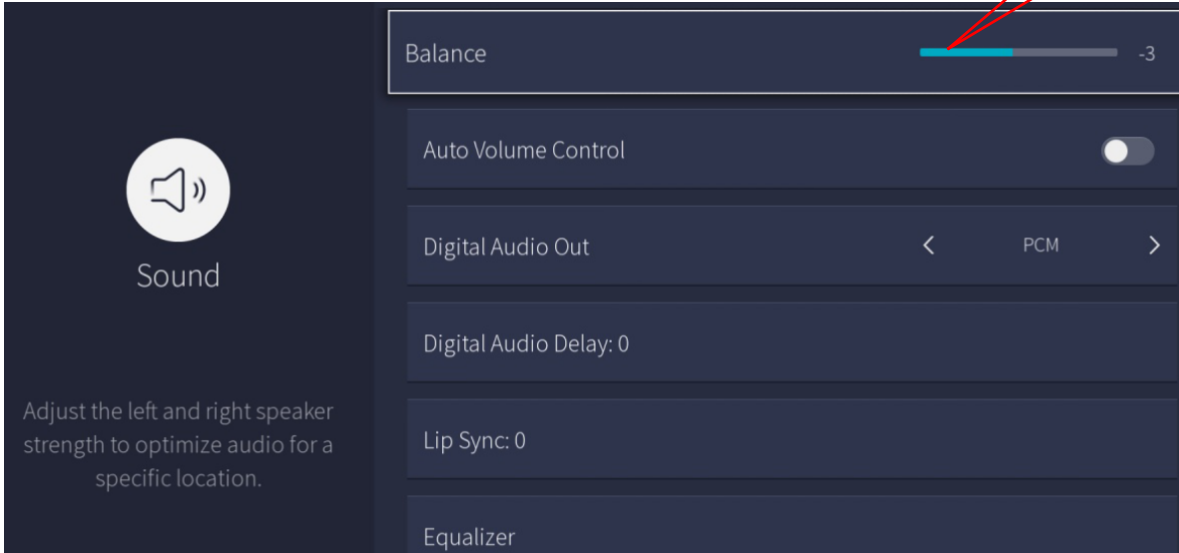 Sound
Adjust the left and right speaker
strength to optimize audio for a
specific location.
Balance
-3
Auto Volume Control
Digital Audio Out
PCM
Digital Audio Delay: 0
Lip Sync: 0
Equalizer